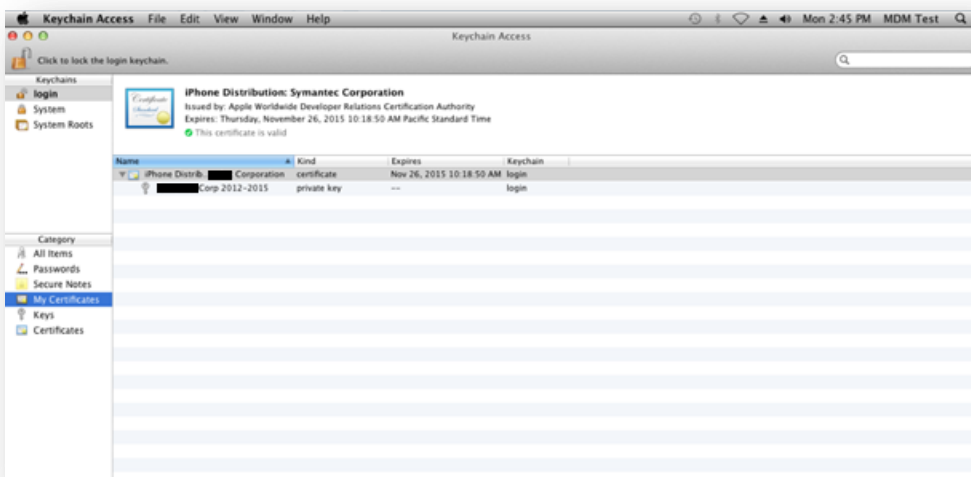 Keychain Access File Edit View Window Help Mon 2:45 PM MDM Test
Keychain Access
Click to lock the login keychain.
Keychains
login
System
System Roots
Certificate
Standard
iPhone Distribution: Symantec Corporation
Issued by: Apple Worldwide Developer Relations Certification Authority
Expires: Thursday, November 26, 2015 10:18:50 AM Pacific Standard Time
This certificate is valid
Name Kind Expires Keychain
iPhone Distrib. Corporation certificate Nov 26, 2015 10:18:50 AM login
Corp 2012-2015 private key -- login
Category
All Items
Passwords
Secure Notes
My Certificates
Keys
Certificates